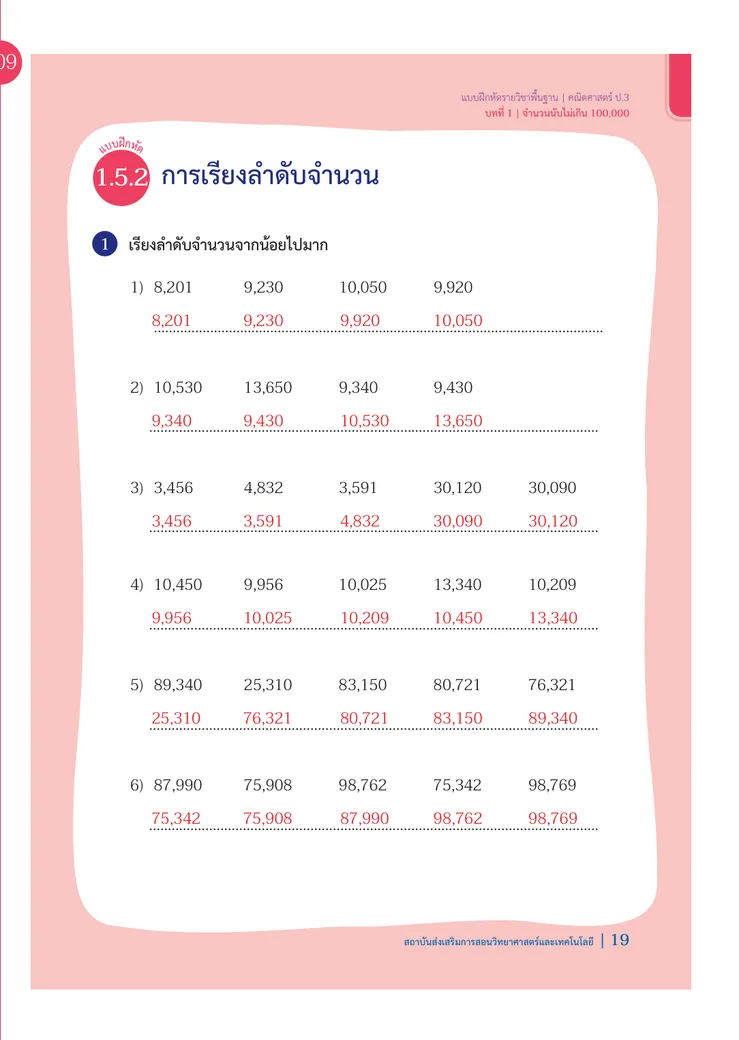 09
แบบฝึกหัดรายวิชาพื้นฐาน | คณิตศาสตร์ ป.3
บทที่ 1 | จำนวนนับไม่เกิน 100,000
แบบฝึกหัด
1.5.2 การเรียงลำดับจำนวน
1 เรียงลำดับจำนวนจากน้อยไปมาก
1) 8,201 9,230 10,050 9,920
8,201 9,230 9,920 10,050
2) 10,530 13,650 9,340 9,430
9,340 9,430 10,530 13,650
3) 3,456 4,832 3,591 30,120 30,090
3,456 3,591 4,832 30,090 30,120
4) 10,450 9,956 10,025 13,340 10,209
9,956 10,025 10,209 10,450 13,340
5) 89,340 25,310 83,150 80,721 76,321
25,310 76,321 80,721 83,150 89,340
6) 87,990 75,908 98,762 75,342 98,769
75,342 75,908 87,990 98,762 98,769
สถาบันส่งเสริมการสอนวิทยาศาสตร์และเทคโนโลยี | 19